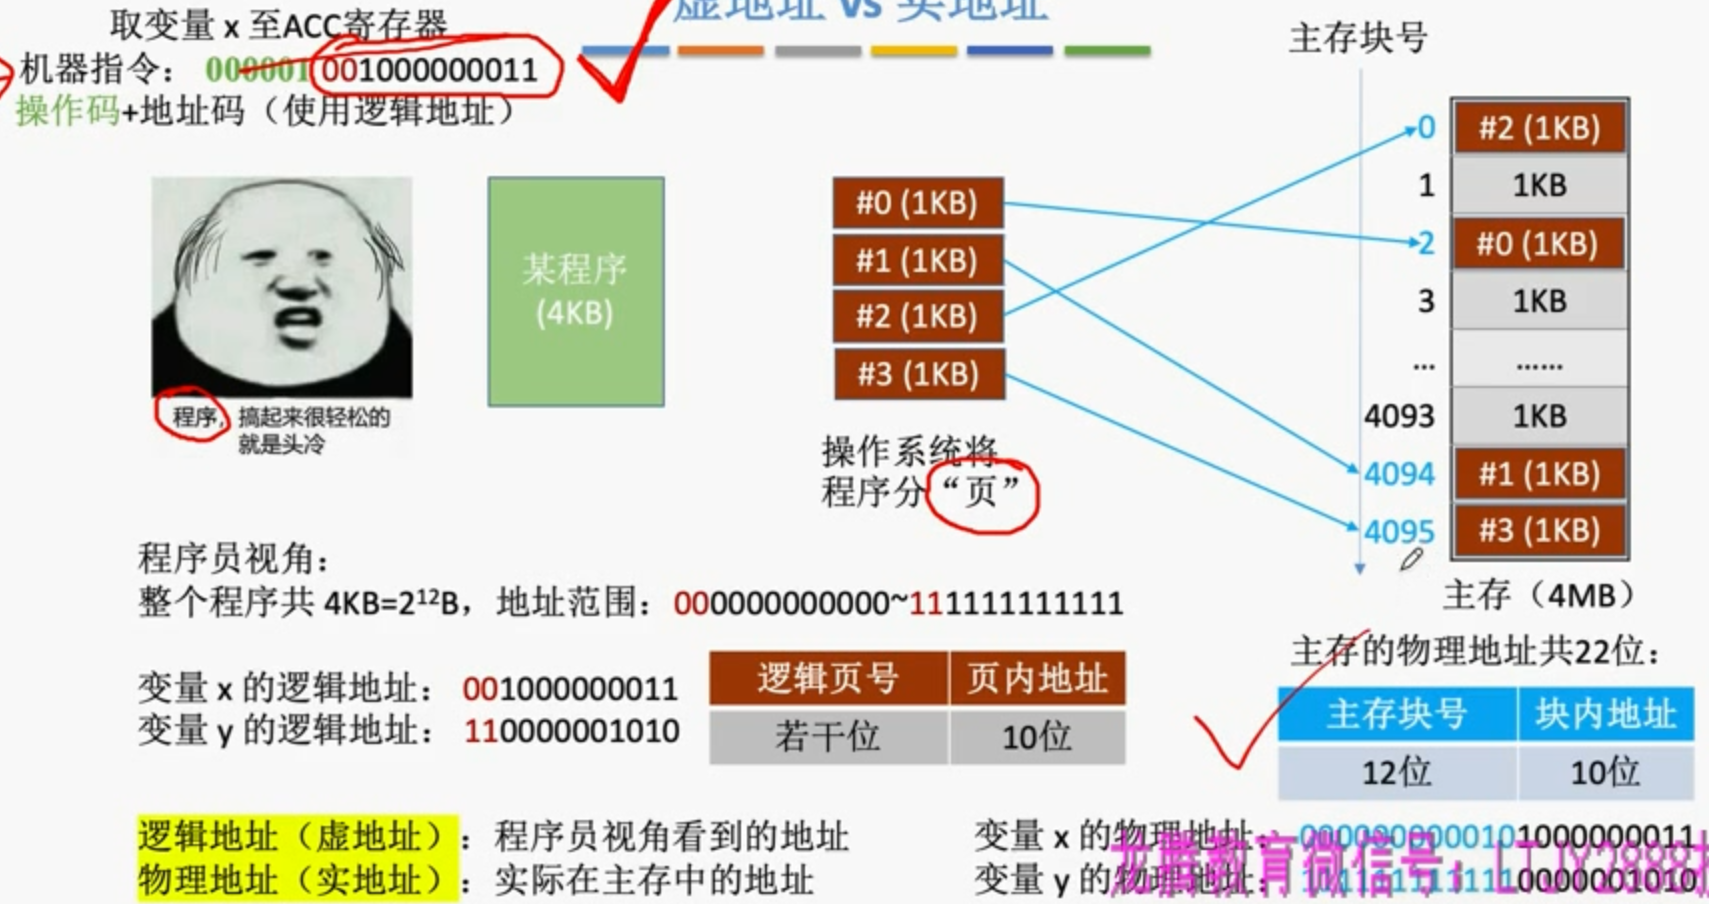 取变量 x 至ACC寄存器
虚地址 vs 实地址
机器指令： 000001 001000000011
操作码+地址码（使用逻辑地址）
主存块号
某程序
(4KB)
#0 (1KB)
#1 (1KB)
#2 (1KB)
#3 (1KB)
0 #2 (1KB)
1 1KB
2 #0 (1KB)
3 1KB
... ......
4093 1KB
4094 #1 (1KB)
4095 #3 (1KB)
主存（4MB）
程序，搞起来很轻松的
就是头冷
操作系统将
程序分“页”
程序员视角：
整个程序共 4KB=2¹²B，地址范围：000000000000~111111111111
变量 x 的逻辑地址： 001000000011
变量 y 的逻辑地址： 110000001010
逻辑页号 页内地址
若干位 10位
主存的物理地址共22位：
主存块号 块内地址
12位 10位
逻辑地址（虚地址）：程序员视角看到的地址
物理地址（实地址）：实际在主存中的地址
变量 x 的物理地址：0000000000101000000011
变量 y 的物理地址：1111111111110000001010
龙腾教育微信号：LTJY2888